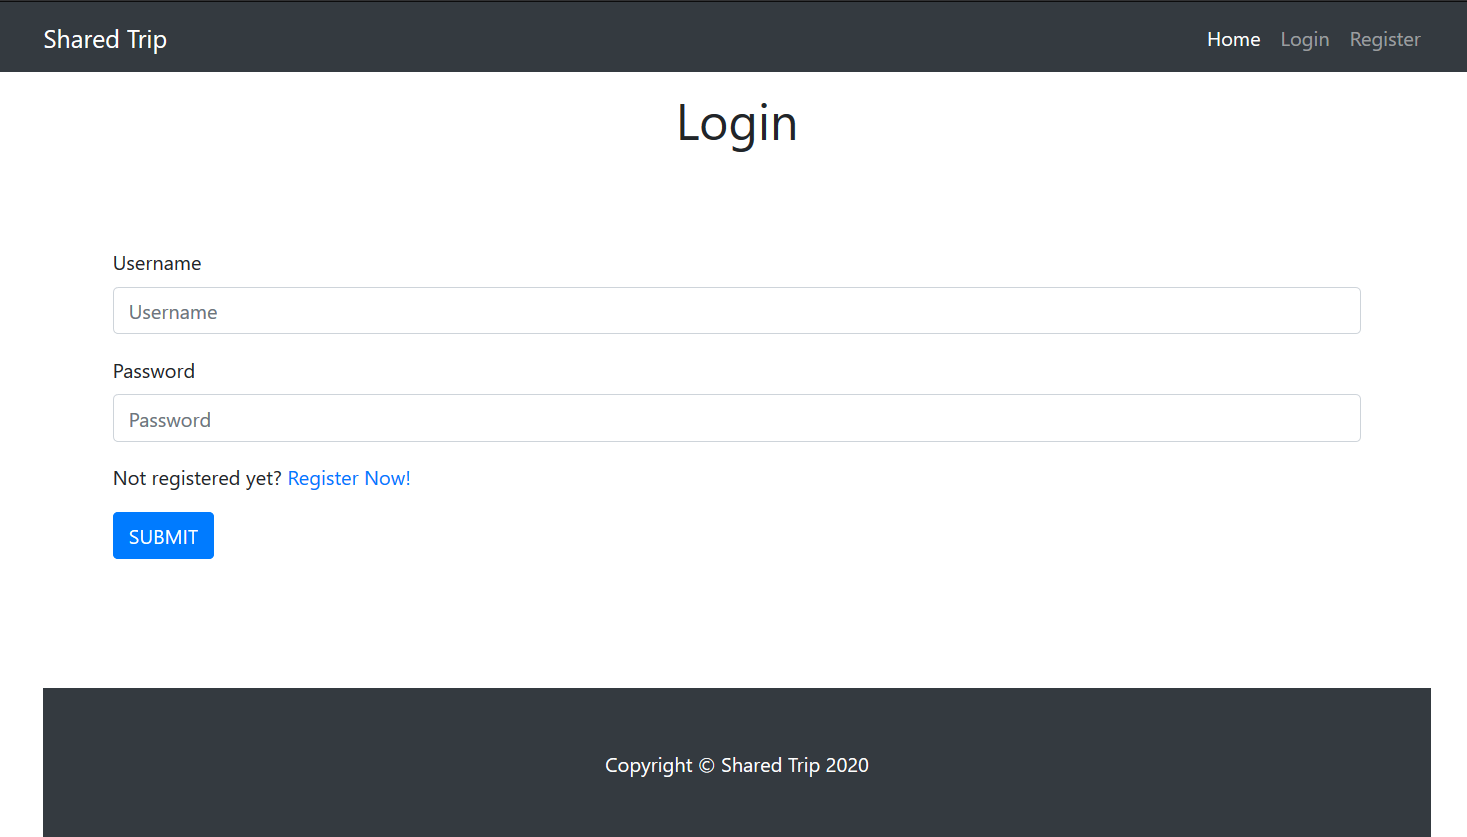 Shared Trip Home Login Register
Login
Username
Username
Password
Password
Not registered yet? Register Now!
SUBMIT
Copyright © Shared Trip 2020